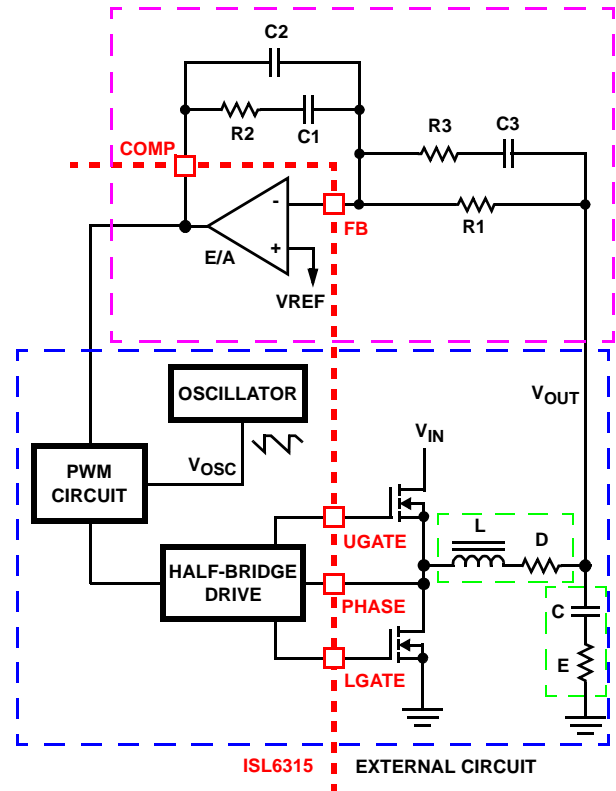 C2
R2
C1
R3
C3
COMP
-
FB
R1
+
E/A
VREF
OSCILLATOR
VOUT
VIN
PWM
CIRCUIT
VOSC
L
D
UGATE
HALF-BRIDGE
DRIVE
PHASE
C
E
LGATE
ISL6315
EXTERNAL CIRCUIT